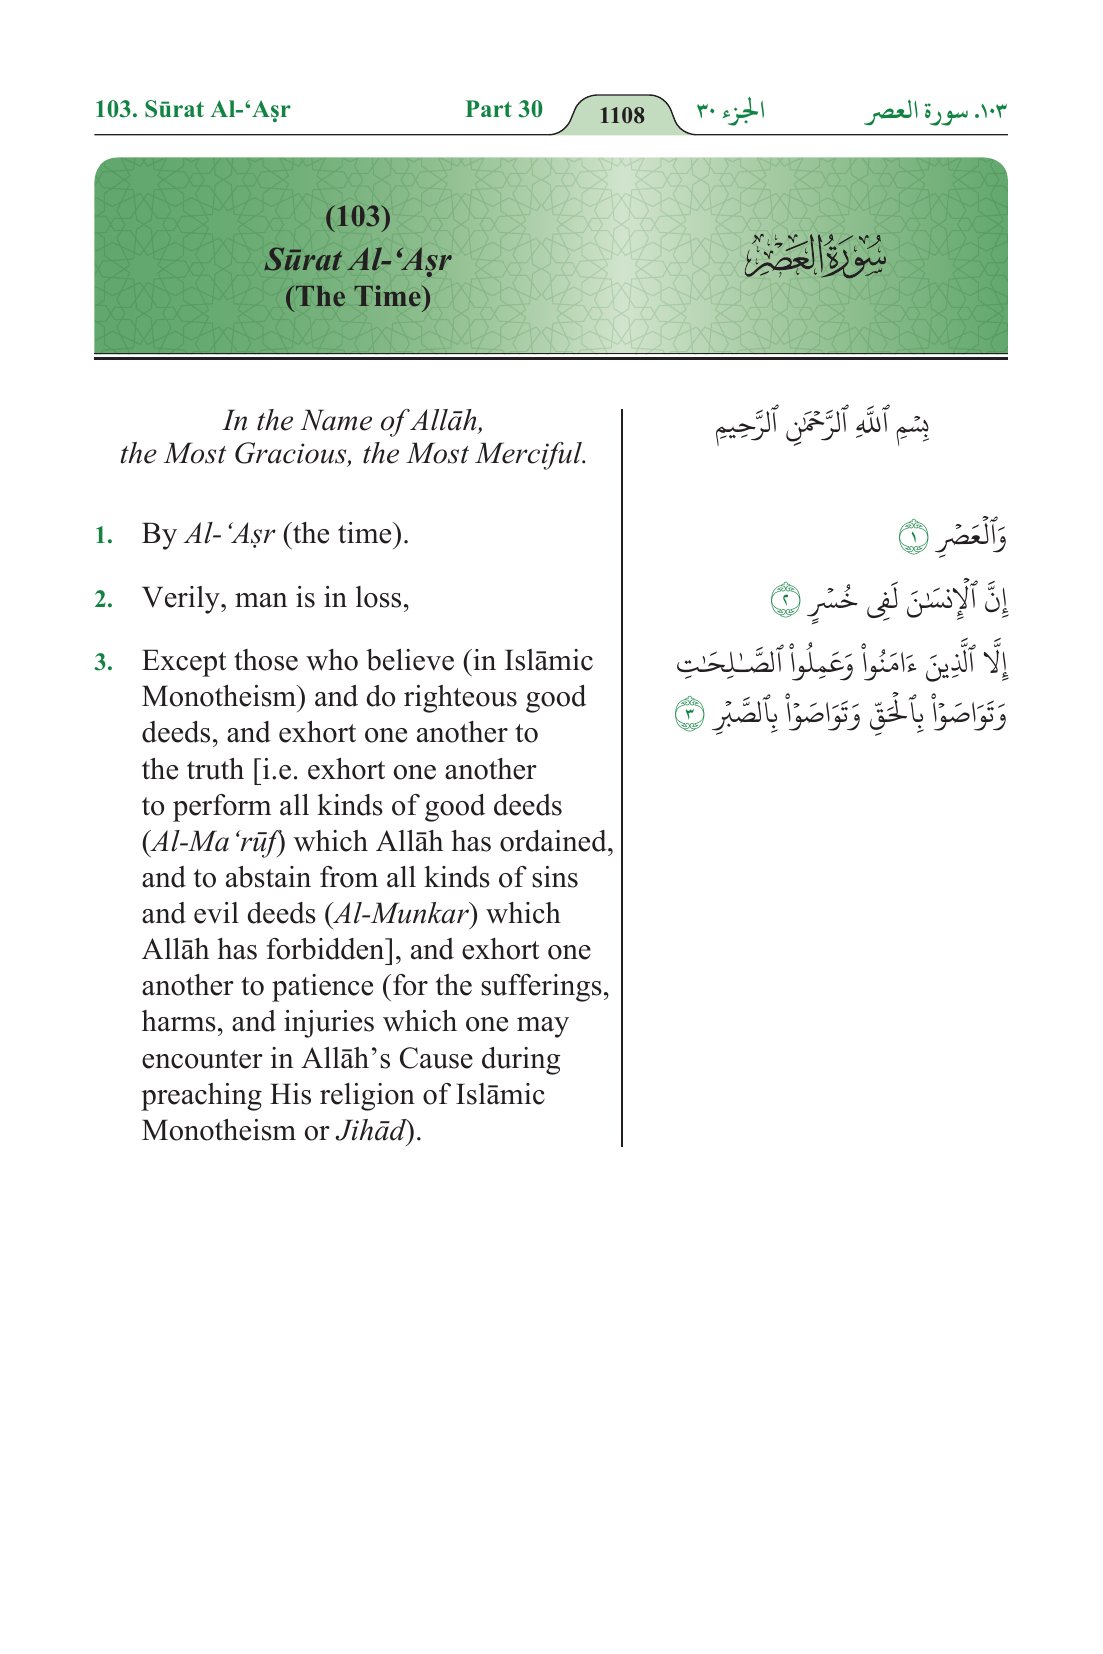 103. Sūrat Al-‘Aṣr
Part 30
1108
الجزء ٣٠
١٠٣. سورة العصر
(103)
Sūrat Al-‘Aṣr
(The Time)
سُورَةُ العَصْرِ
In the Name of Allāh,
the Most Gracious, the Most Merciful.
1. By Al-‘Aṣr (the time).
2. Verily, man is in loss,
3. Except those who believe (in Islāmic
Monotheism) and do righteous good
deeds, and exhort one another to
the truth [i.e. exhort one another
to perform all kinds of good deeds
(Al-Ma‘rūf) which Allāh has ordained,
and to abstain from all kinds of sins
and evil deeds (Al-Munkar) which
Allāh has forbidden], and exhort one
another to patience (for the sufferings,
harms, and injuries which one may
encounter in Allāh’s Cause during
preaching His religion of Islāmic
Monotheism or Jihād).
بِسۡمِ ٱللَّهِ ٱلرَّحۡمَٰنِ ٱلرَّحِيمِ
وَٱلۡعَصۡرِ ١
إِنَّ ٱلۡإِنسَٰنَ لَفِي خُسۡرٍ ٢
إِلَّا ٱلَّذِينَ ءَامَنُواْ وَعَمِلُواْ ٱلصَّـٰلِحَـٰتِ
وَتَوَاصَوۡاْ بِٱلۡحَقِّ وَتَوَاصَوۡاْ بِٱلصَّبۡرِ ٣